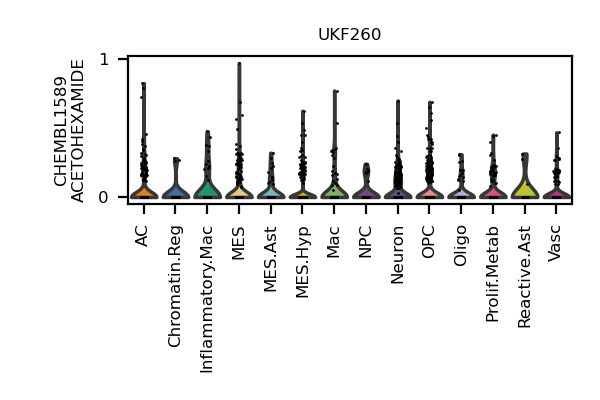 UKF260
CHEMBL1589
ACETOHEXAMIDE
1
0
AC
Chromatin.Reg
Inflammatory.Mac
MES
MES.Ast
MES.Hyp
Mac
NPC
Neuron
OPC
Oligo
Prolif.Metab
Reactive.Ast
Vasc